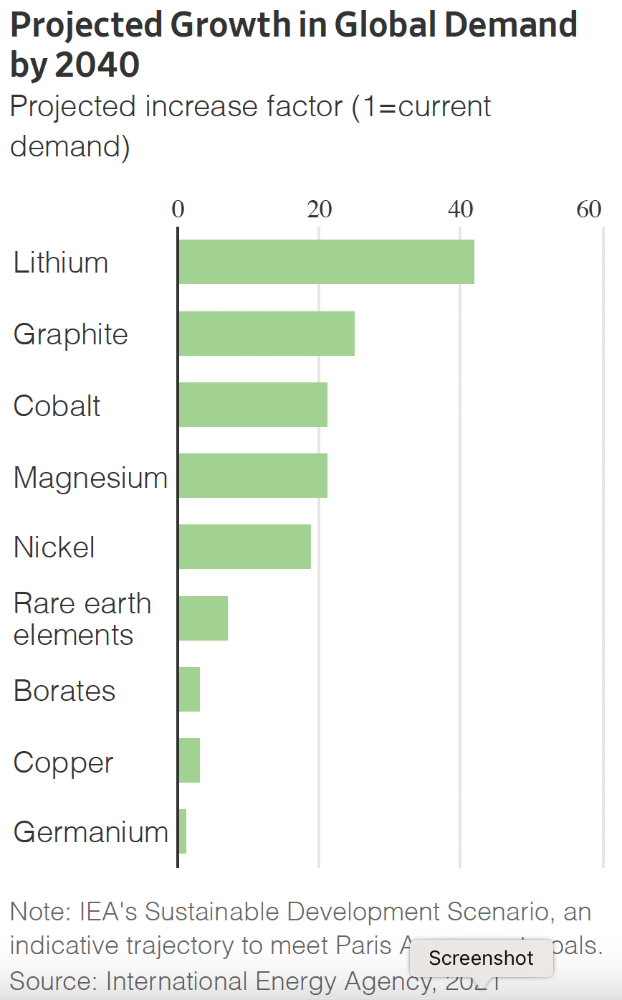 Projected Growth in Global Demand
by 2040
Projected increase factor (1=current
demand)
0 20 40 60
Lithium
Graphite
Cobalt
Magnesium
Nickel
Rare earth
elements
Borates
Copper
Germanium
Note: IEA's Sustainable Development Scenario, an
indicative trajectory to meet Paris
Screenshot
Source: International Energy Agency, 2021